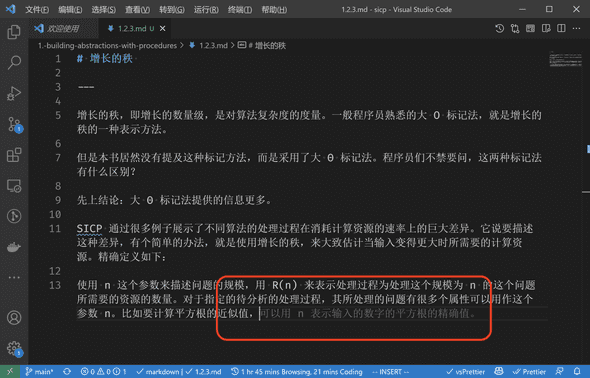 文件(F) 编辑(E) 选择(S) 查看(V) 转到(G) 运行(R) 终端(T) 帮助(H) 1.2.3.md - sicp - Visual Studio Code
欢迎使用 1.2.3.md U
1.-building-abstractions-with-procedures > 1.2.3.md > # 增长的秩
1 # 增长的秩
2
3 ---
4
5 增长的秩，即增长的数量级，是对算法复杂度的度量。一般程序员熟悉的大 O 标记法，就是增长的
秩的一种表示方法。
6
7 但是本书居然没有提及这种标记方法，而是采用了大 Θ 标记法。程序员们不禁要问，这两种标记法
有什么区别？
8
9 先上结论：大 Θ 标记法提供的信息更多。
10
11 SICP 通过很多例子展示了不同算法的处理过程在消耗计算资源的速率上的巨大差异。它说要描述
这种差异，有个简单的办法，就是使用增长的秩，来大致估计当输入变得更大时所需要的计算资
源。精确定义如下：
12
13 使用 n 这个参数来描述问题的规模，用 R(n) 来表示处理过程为处理这个规模为 n 的这个问题
所需要的资源的数量。对于指定的待分析的处理过程，其所处理的问题有很多个属性可以用作这个
参数 n。比如要计算平方根的近似值，可以用 n 表示输入的数字的平方根的精确值。
main* 0 0 1 markdown | 1.2.3.md 1 hr 45 mins Browsing, 21 mins Coding -- INSERT -- vsPrettier Prettier